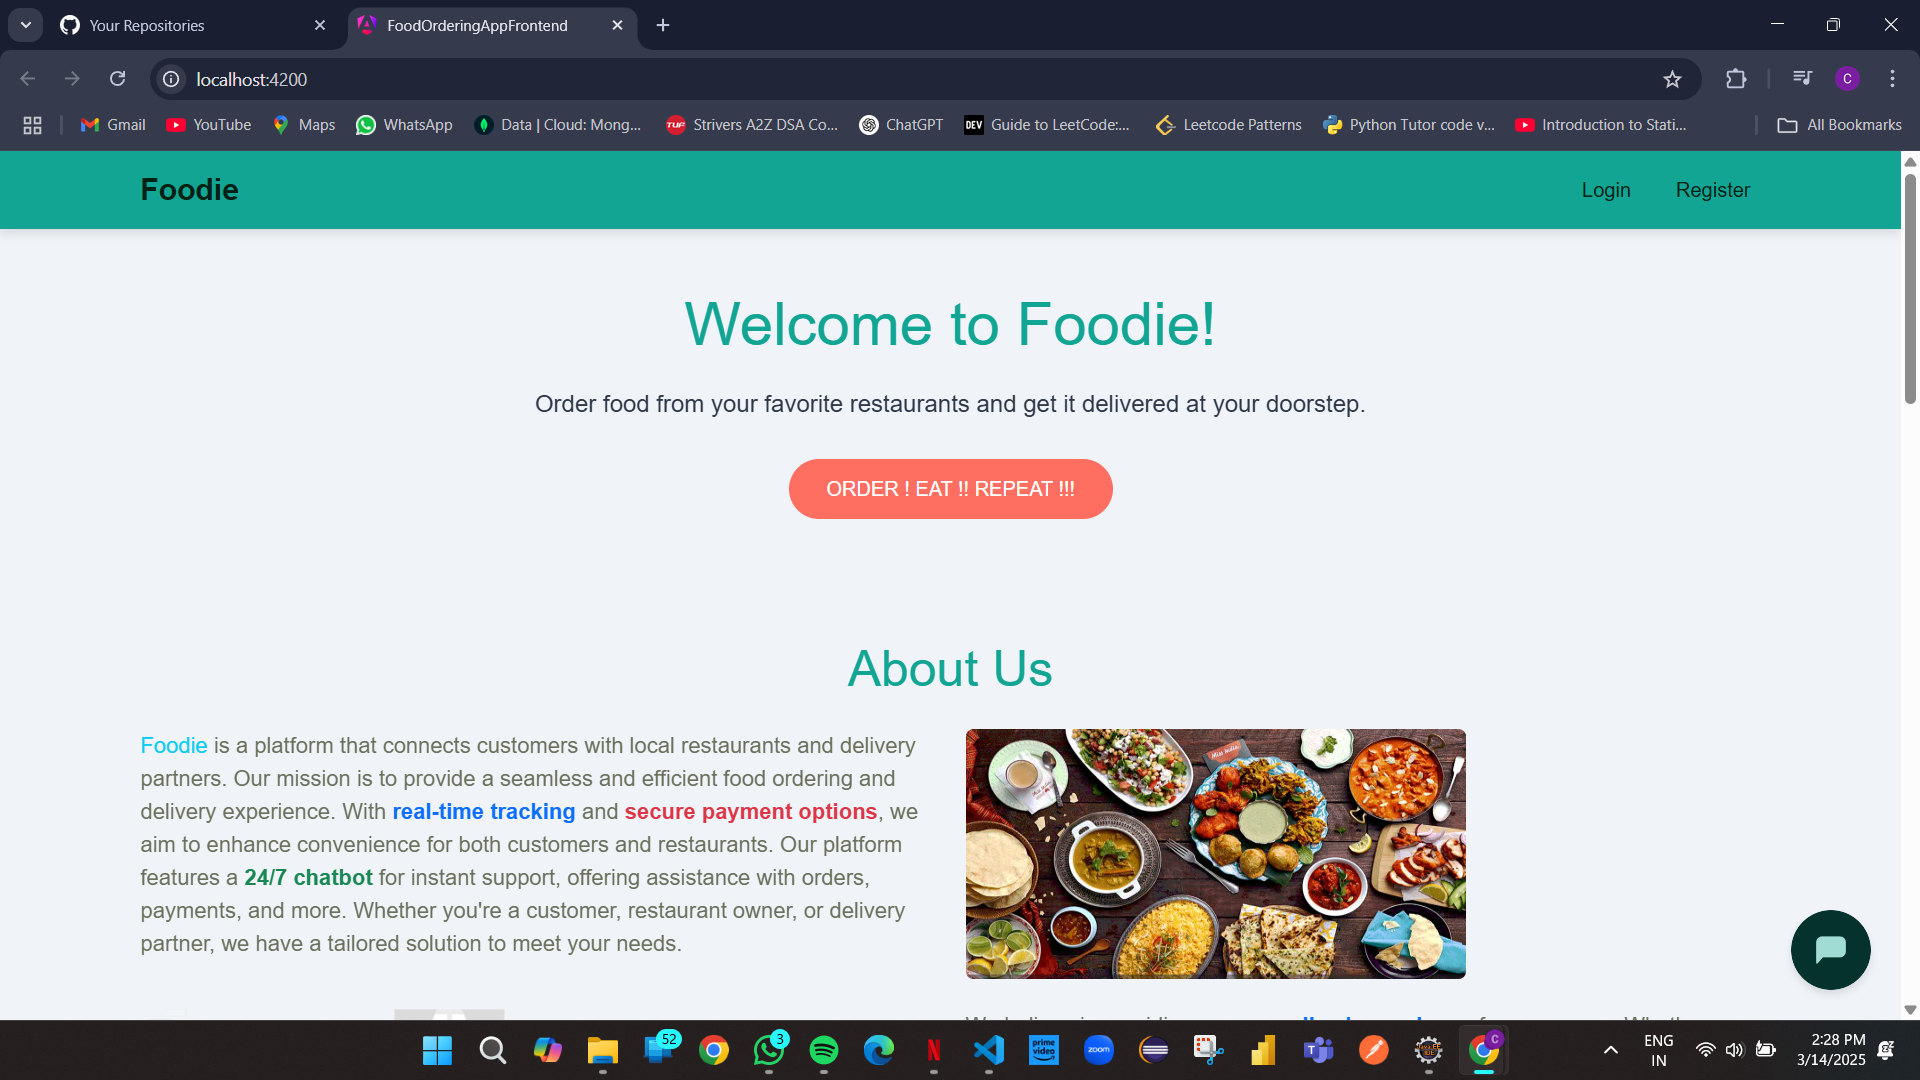 Your Repositories
FoodOrderingAppFrontend
localhost:4200
C
Gmail
YouTube
Maps
WhatsApp
Data | Cloud: Mong...
TUF
Strivers A2Z DSA Co...
ChatGPT
DEV
Guide to LeetCode:...
Leetcode Patterns
Python Tutor code v...
Introduction to Stati...
All Bookmarks
Foodie
Login
Register
Welcome to Foodie!
Order food from your favorite restaurants and get it delivered at your doorstep.
ORDER ! EAT !! REPEAT !!!
About Us
Foodie is a platform that connects customers with local restaurants and delivery
partners. Our mission is to provide a seamless and efficient food ordering and
delivery experience. With real-time tracking and secure payment options, we
aim to enhance convenience for both customers and restaurants. Our platform
features a 24/7 chatbot for instant support, offering assistance with orders,
payments, and more. Whether you're a customer, restaurant owner, or delivery
partner, we have a tailored solution to meet your needs.
52
3
prime
video
zoom
C
ENG
IN
2:28 PM
3/14/2025